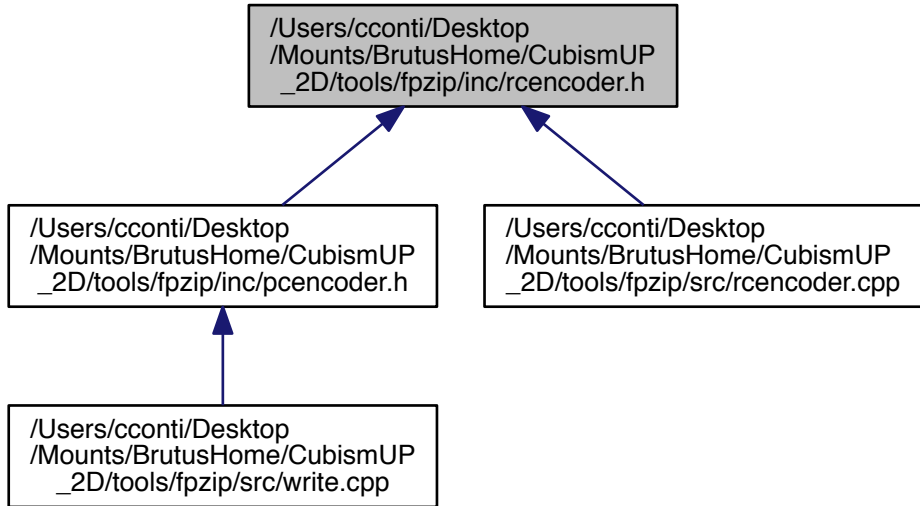 /Users/cconti/Desktop
/Mounts/BrutusHome/CubismUP
_2D/tools/fpzip/inc/rcencoder.h
/Users/cconti/Desktop
/Mounts/BrutusHome/CubismUP
_2D/tools/fpzip/inc/pcencoder.h
/Users/cconti/Desktop
/Mounts/BrutusHome/CubismUP
_2D/tools/fpzip/src/rcencoder.cpp
/Users/cconti/Desktop
/Mounts/BrutusHome/CubismUP
_2D/tools/fpzip/src/write.cpp